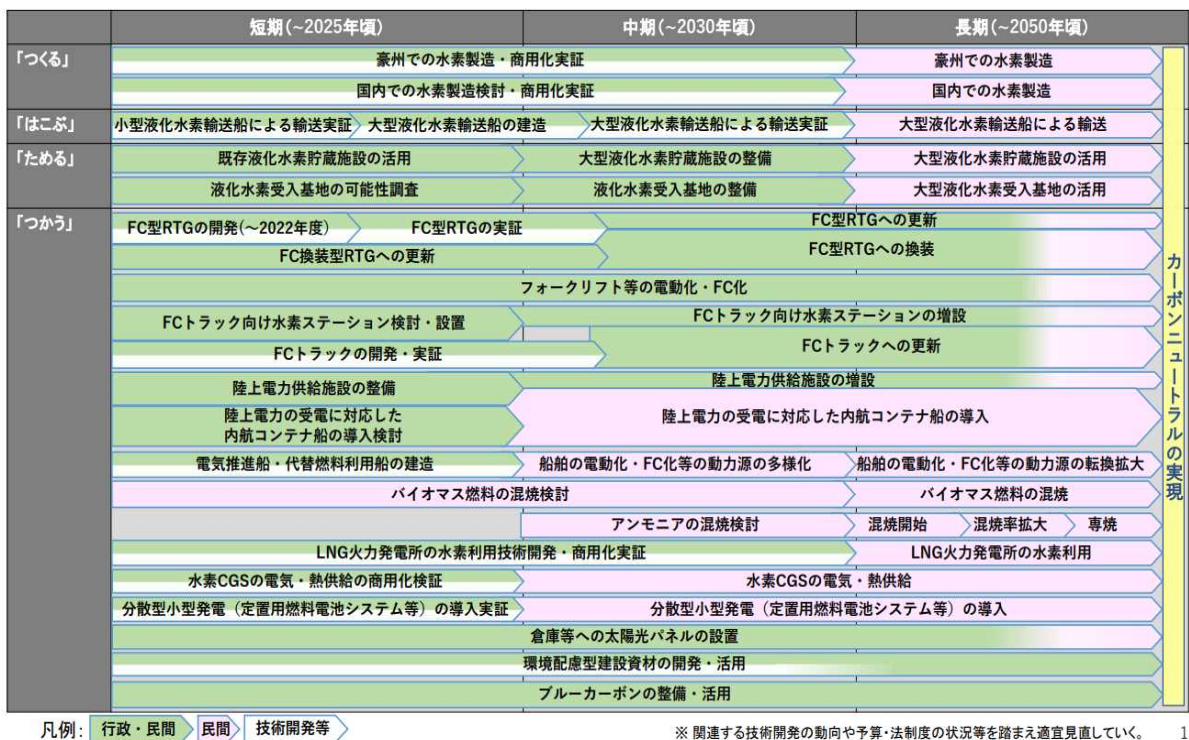 短期(~2025年頃)
中期(~2030年頃)
長期(~2050年頃)
「つくる」
豪州での水素製造・商用化実証
豪州での水素製造
国内での水素製造検討・商用化実証
国内での水素製造
「はこぶ」
小型液化水素輸送船による輸送実証
大型液化水素輸送船の建造
大型液化水素輸送船による輸送実証
大型液化水素輸送船による輸送
「ためる」
既存液化水素貯蔵施設の活用
大型液化水素貯蔵施設の整備
大型液化水素貯蔵施設の活用
液化水素受入基地の可能性調査
液化水素受入基地の整備
大型液化水素受入基地の活用
「つかう」
FC型RTGの開発(~2022年度)
FC型RTGの実証
FC型RTGへの更新
FC換装型RTGへの更新
FC型RTGへの換装
フォークリフト等の電動化・FC化
FCトラック向け水素ステーション検討・設置
FCトラック向け水素ステーションの増設
FCトラックの開発・実証
FCトラックへの更新
陸上電力供給施設の整備
陸上電力供給施設の増設
陸上電力の受電に対応した
内航コンテナ船の導入検討
陸上電力の受電に対応した内航コンテナ船の導入
電気推進船・代替燃料利用船の建造
船舶の電動化・FC化等の動力源の多様化
船舶の電動化・FC化等の動力源の転換拡大
バイオマス燃料の混焼検討
バイオマス燃料の混焼
アンモニアの混焼検討
混焼開始
混焼率拡大
専焼
LNG火力発電所の水素利用技術開発・商用化実証
LNG火力発電所の水素利用
水素CGSの電気・熱供給の商用化検証
水素CGSの電気・熱供給
分散型小型発電（定置用燃料電池システム等）の導入実証
分散型小型発電（定置用燃料電池システム等）の導入
倉庫等への太陽光パネルの設置
環境配慮型建設資材の開発・活用
ブルーカーボンの整備・活用
カーボンニュートラルの実現
凡例:
行政・民間
民間
技術開発等
※ 関連する技術開発の動向や予算・法制度の状況等を踏まえ適宜見直していく。
1